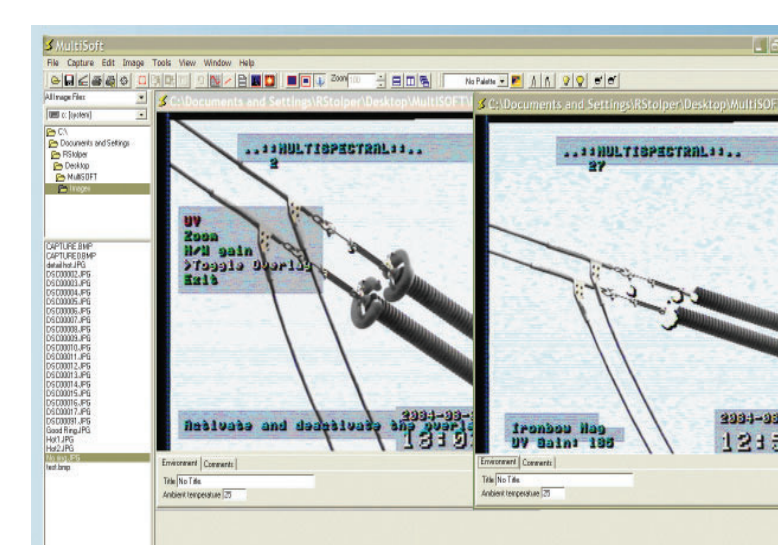 MultiSoft
File Capture Edit Image Tools View Window Help
Zoom 100
No Palette
All Image Files
c: [system]
C:\
Documents and Settings
RStolper
Desktop
MultiSOFT
Images
CAPTURE.BMP
CAPTURED.BMP
detail hot.JPG
DSC00002.JPG
DSC00003.JPG
DSC00004.JPG
DSC00005.JPG
DSC00006.JPG
DSC00007.JPG
DSC00008.JPG
DSC00009.JPG
DSC00010.JPG
DSC00011.JPG
DSC00012.JPG
DSC00013.JPG
DSC00014.JPG
DSC00015.JPG
DSC00016.JPG
DSC00017.JPG
DSC00091.JPG
Good Ring.JPG
Hot1.JPG
Hot2.JPG
test.bmp
C:\Documents and Settings\RStolper\Desktop\MultiSOFT\
..::MULTISPECTRAL::..
2
UV
Zoom
H/W gain
>Toggle Overlay
Exit
Activate and deactivate the overla
Environment Comments
Title No Title
Ambient temperature 25
C:\Documents and Settings\RStolper\Desktop\MultiSOF
..::MULTISPECTRAL::..
27
Ironbow Mag
UV Gain: 186
Environment Comments
Title No Title
Ambient temperature 25